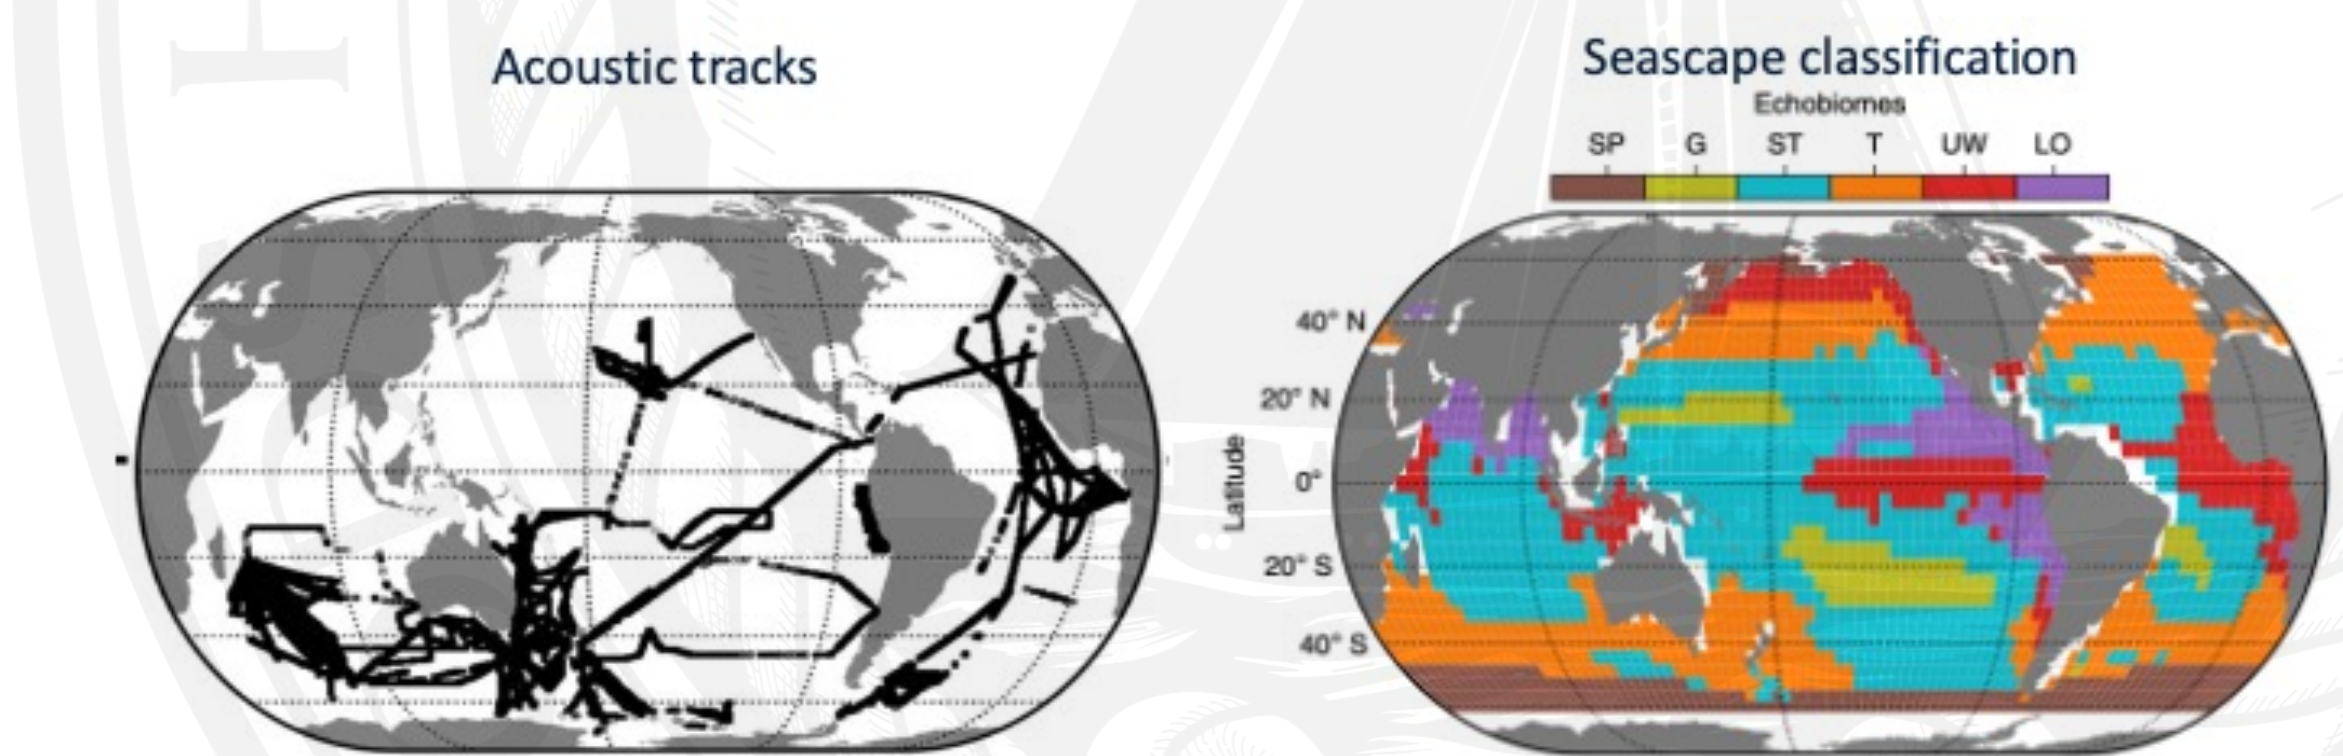 Acoustic tracks
Seascape classification
Echobiomes
SP G ST T UW LO
40° N
20° N
Latitude
0°
20° S
40° S